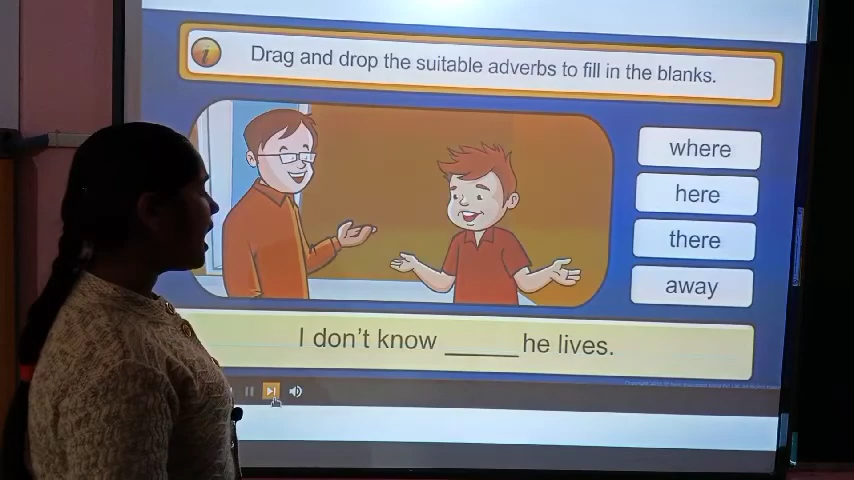 Drag and drop the suitable adverbs to fill in the blanks.
where
here
there
away
I don't know _____ he lives.